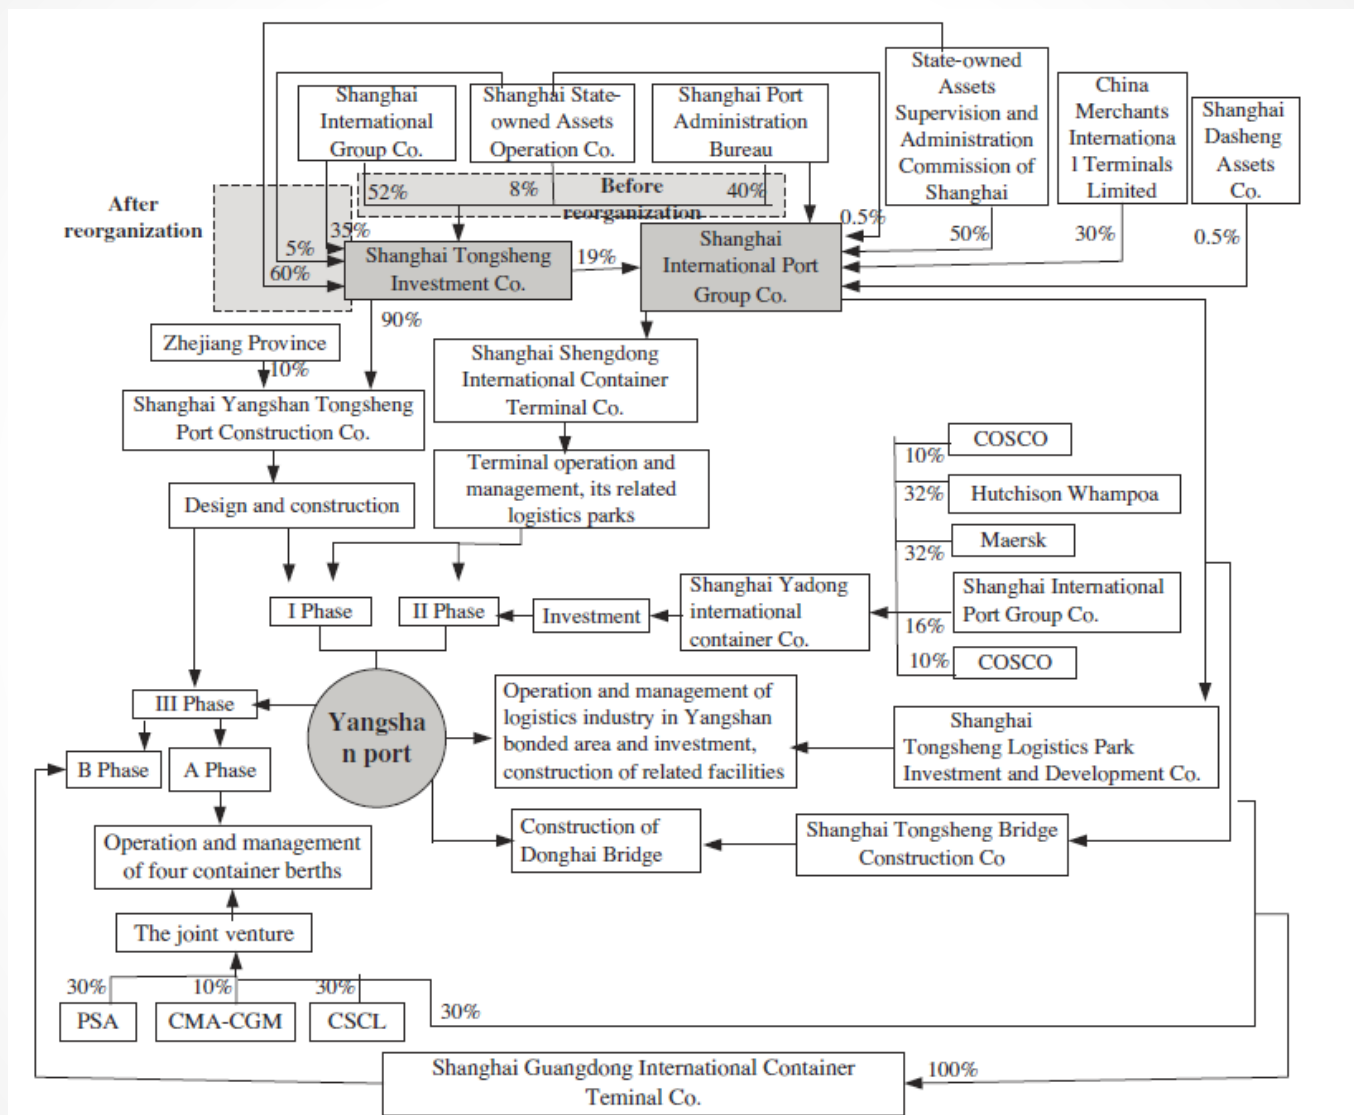 Shanghai
International
Group Co.
Shanghai State-
owned Assets
Operation Co.
Shanghai Port
Administration
Bureau
State-owned
Assets
Supervision and
Administration
Commission of
Shanghai
China
Merchants
Internationa
l Terminals
Limited
Shanghai
Dasheng
Assets
Co.
After
reorganization
52%
8%
Before
reorganization
40%
35%
5%
60%
0.5%
50%
30%
0.5%
Shanghai Tongsheng
Investment Co.
19%
Shanghai
International Port
Group Co.
90%
Zhejiang Province
10%
Shanghai Yangshan Tongsheng
Port Construction Co.
Shanghai Shengdong
International Container
Terminal Co.
Design and construction
Terminal operation and
management, its related
logistics parks
COSCO
10%
Hutchison Whampoa
32%
Maersk
32%
Shanghai International
Port Group Co.
16%
COSCO
10%
I Phase
II Phase
Investment
Shanghai Yadong
international
container Co.
III Phase
Yangsha
n port
Operation and management of
logistics industry in Yangshan
bonded area and investment,
construction of related facilities
Shanghai
Tongsheng Logistics Park
Investment and Development Co.
B Phase
A Phase
Construction of
Donghai Bridge
Shanghai Tongsheng Bridge
Construction Co
Operation and management
of four container berths
The joint venture
30%
10%
30%
30%
PSA
CMA-CGM
CSCL
Shanghai Guangdong International Container
Teminal Co.
100%